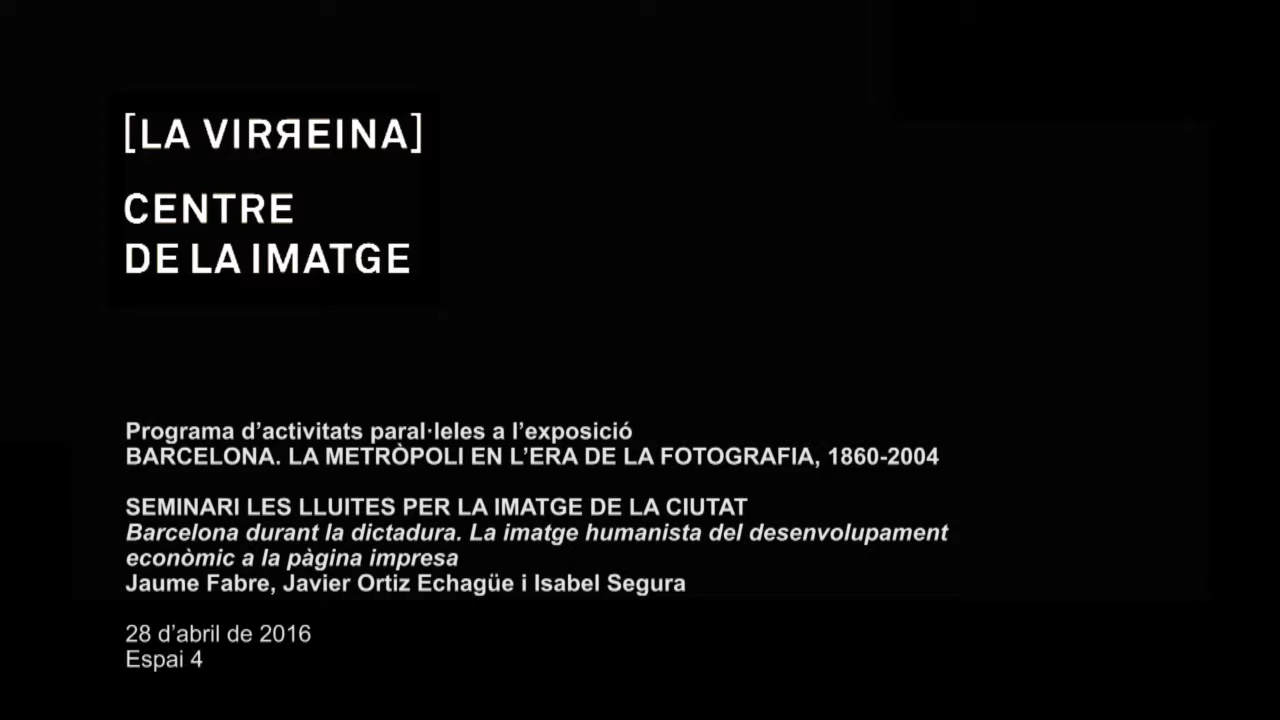 [LA VIRЯEINA]
CENTRE
DE LA IMATGE
Programa d’activitats paral·leles a l’exposició
BARCELONA. LA METRÒPOLI EN L’ERA DE LA FOTOGRAFIA, 1860-2004
SEMINARI LES LLUITES PER LA IMATGE DE LA CIUTAT
Barcelona durant la dictadura. La imatge humanista del desenvolupament
econòmic a la pàgina impresa
Jaume Fabre, Javier Ortiz Echagüe i Isabel Segura
28 d’abril de 2016
Espai 4